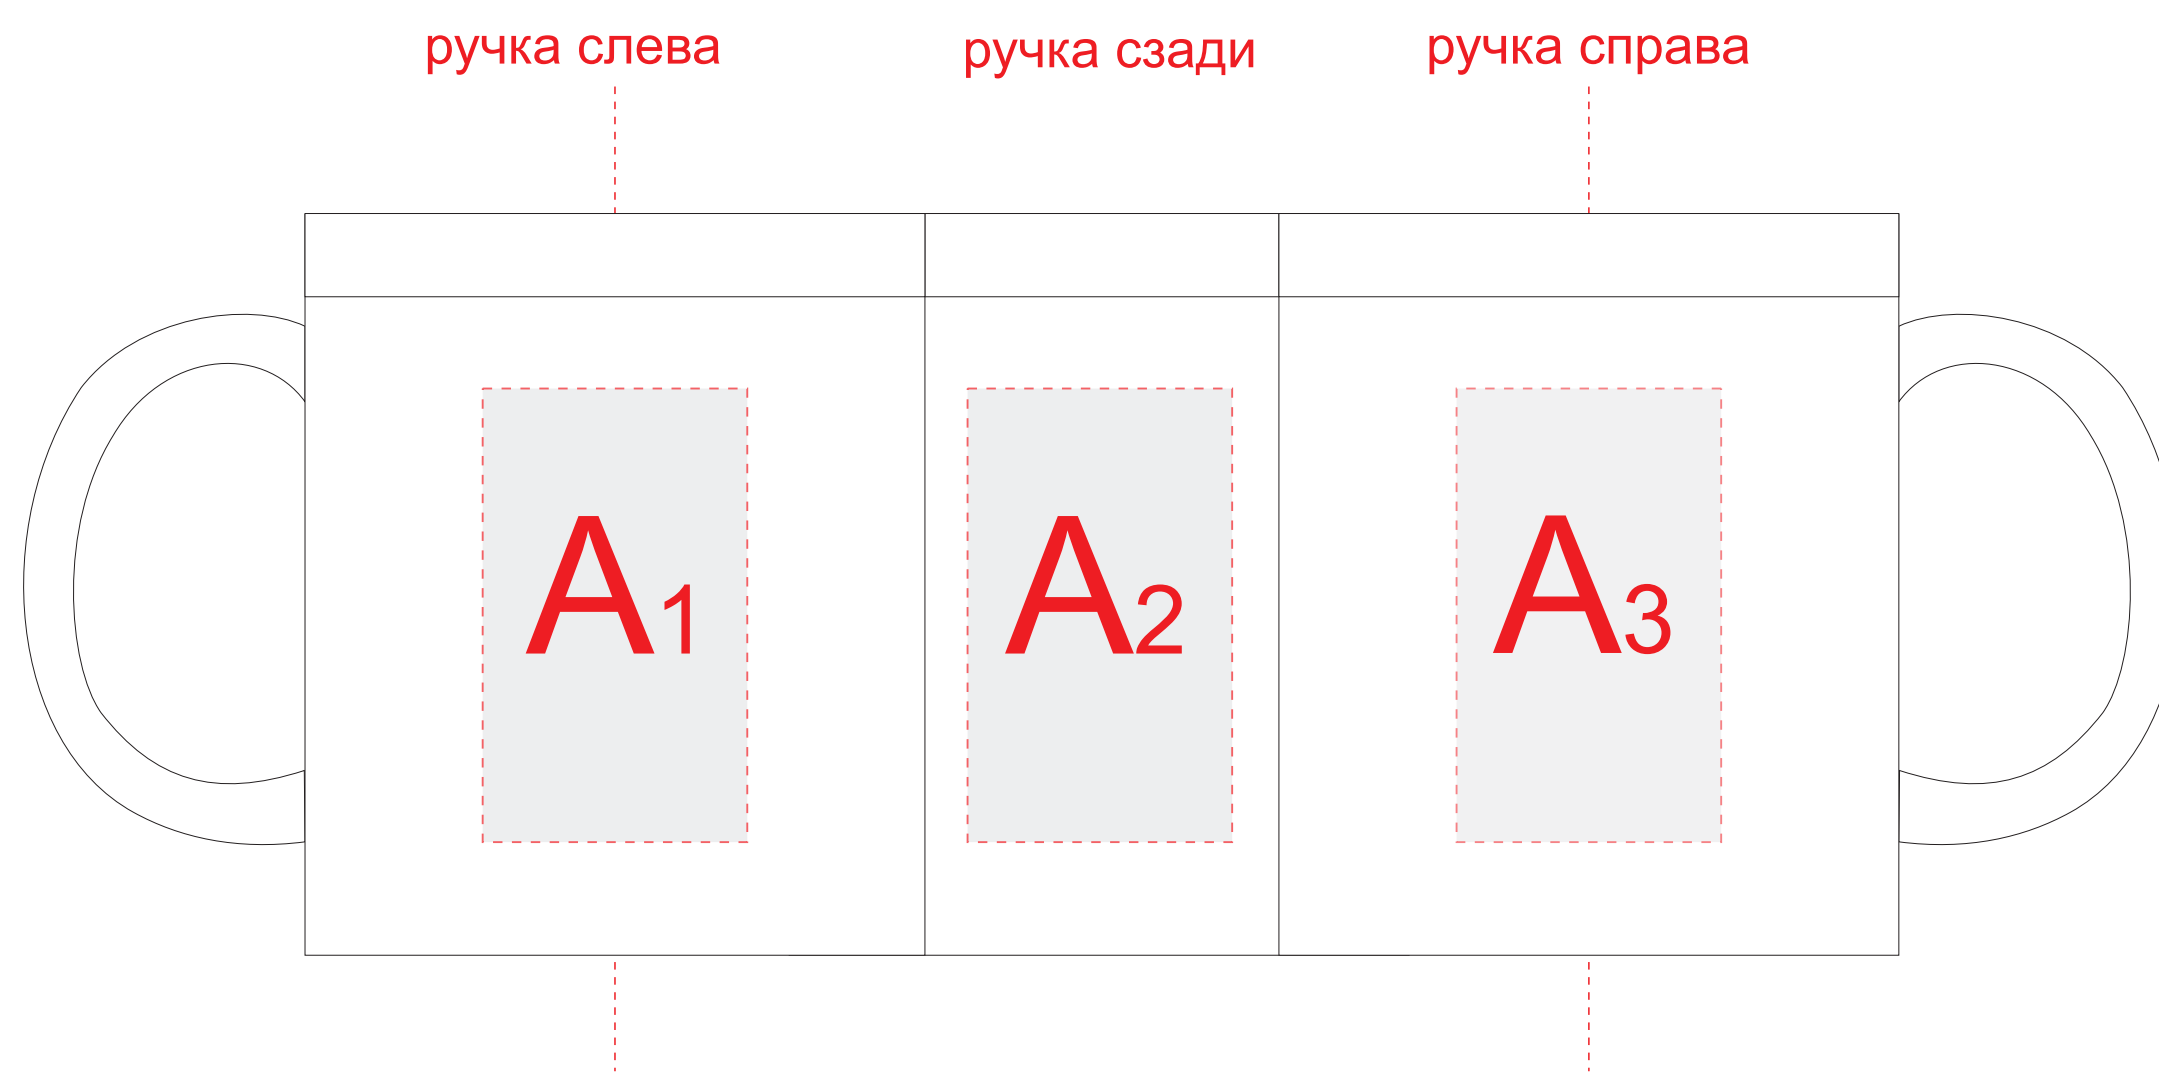 ручка слева
ручка сзади
ручка справа
A1
A2
A3